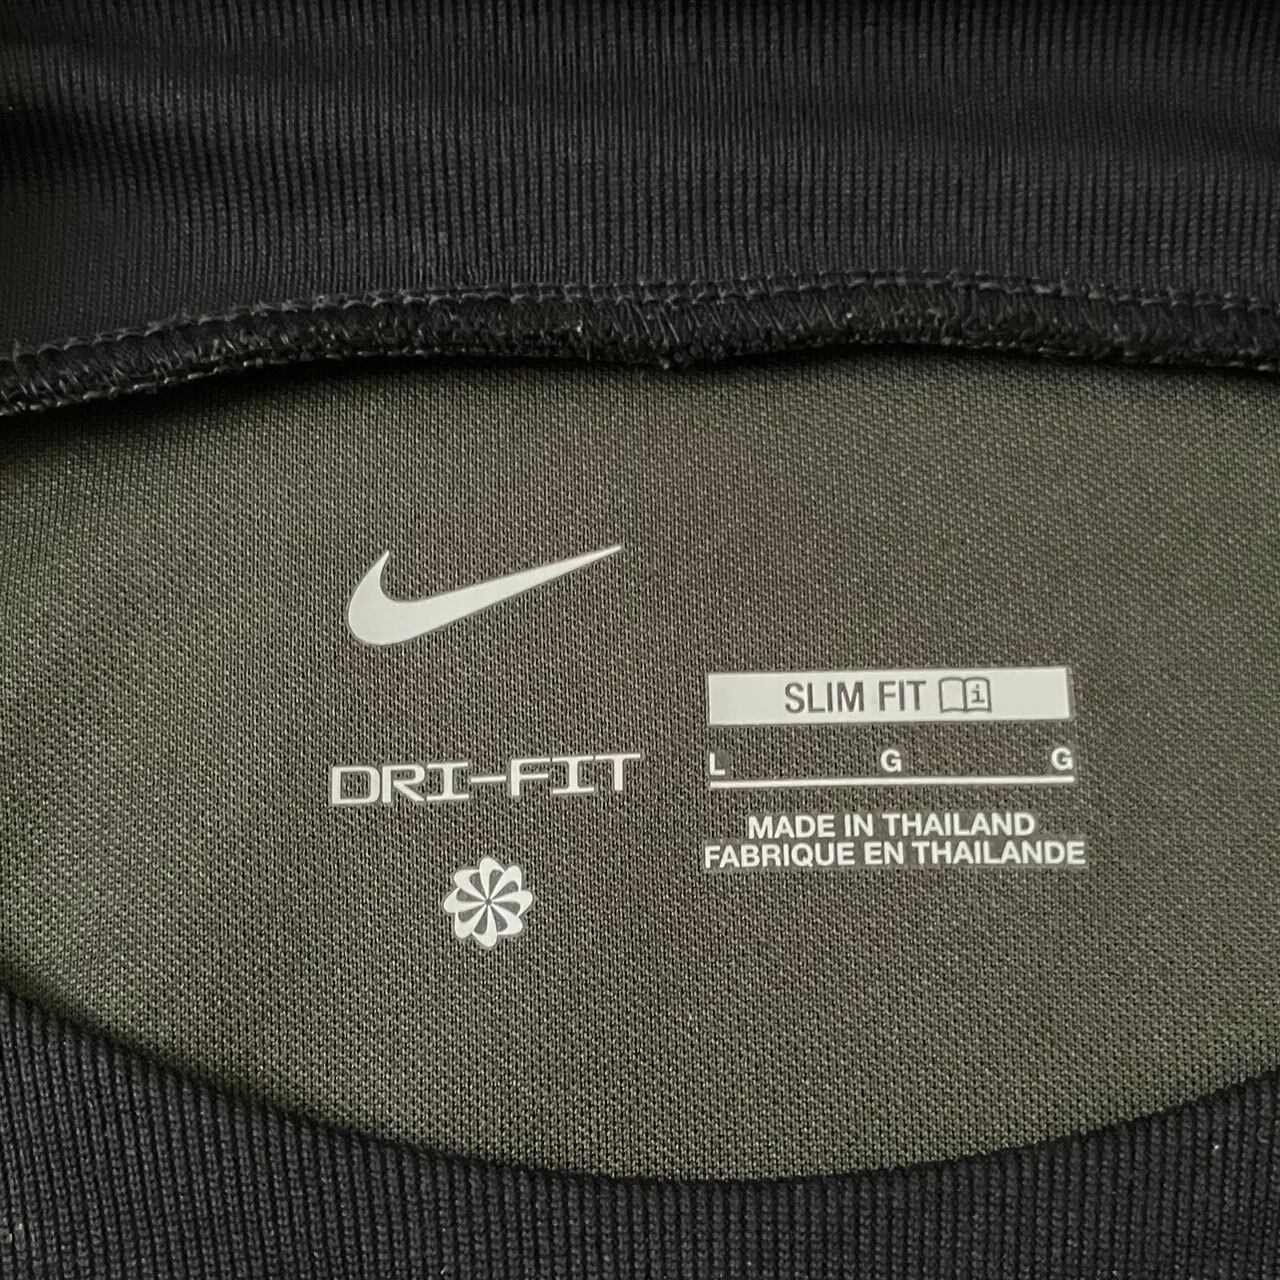 DRI-FIT
SLIM FIT
L G G
MADE IN THAILAND
FABRIQUE EN THAILANDE